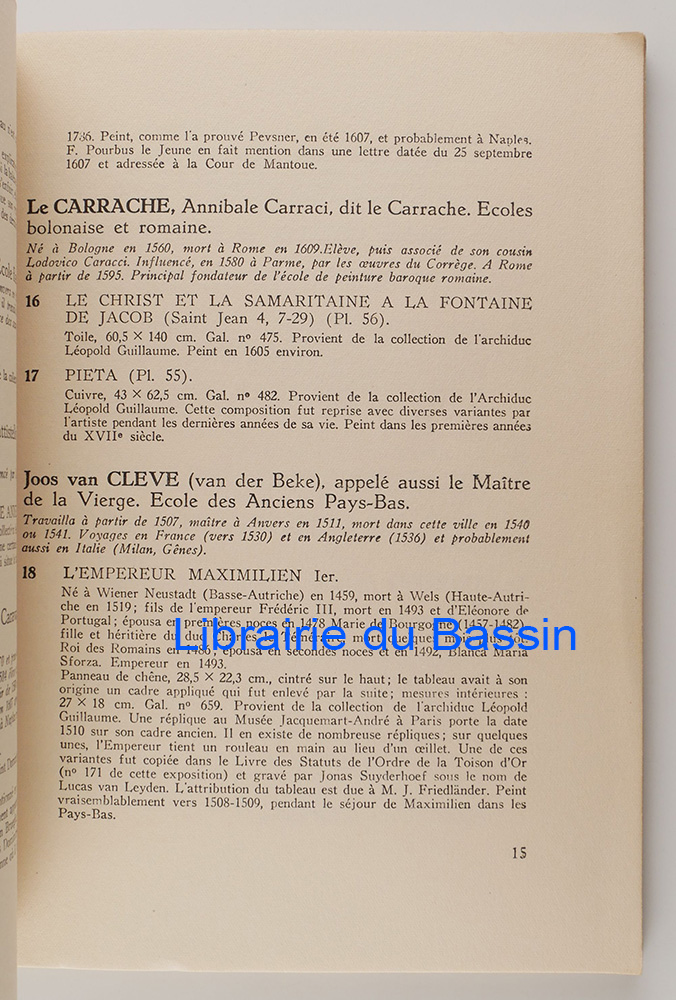 1786. Peint, comme l'a prouvé Pevsner, en été 1607, et probablement à Naples.
F. Pourbus le Jeune en fait mention dans une lettre datée du 25 septembre
1607 et adressée à la Cour de Mantoue.
Le CARRACHE, Annibale Carraci, dit le Carrache. Ecoles
bolonaise et romaine.
Né à Bologne en 1560, mort à Rome en 1609.Elève, puis associé de son cousin
Lodovico Caracci. Influencé, en 1580 à Parme, par les œuvres du Corrège. A Rome
à partir de 1595. Principal fondateur de l'école de peinture baroque romaine.
16 LE CHRIST ET LA SAMARITAINE A LA FONTAINE
DE JACOB (Saint Jean 4, 7-29) (Pl. 56).
Toile, 60,5 × 140 cm. Gal. nº 475. Provient de la collection de l'archiduc
Léopold Guillaume. Peint en 1605 environ.
17 PIETA (Pl. 55).
Cuivre, 43 × 62,5 cm. Gal. nº 482. Provient de la collection de l'Archiduc
Léopold Guillaume. Cette composition fut reprise avec diverses variantes par
l'artiste pendant les dernières années de sa vie. Peint dans les premières années
du XVIIe siècle.
Joos van CLEVE (van der Beke), appelé aussi le Maître
de la Vierge. Ecole des Anciens Pays-Bas.
Travailla à partir de 1507, maître à Anvers en 1511, mort dans cette ville en 1540
ou 1541. Voyages en France (vers 1530) et en Angleterre (1536) et probablement
aussi en Italie (Milan, Gênes).
18 L'EMPEREUR MAXIMILIEN Ier.
Né à Wiener Neustadt (Basse-Autriche) en 1459, mort à Wels (Haute-Autri-
che en 1519; fils de l'empereur Frédéric III, mort en 1493 et d'Eléonore de
Portugal; épousa en premières noces en 1478 Marie de Bourgogne (1457-1482),
fille et héritière du duc Charles le Téméraire, mort
Librairie du Bassin
Roi des Romains en 1486; épousa en secondes noces et en 1492, Blanca Maria
Sforza. Empereur en 1493.
Panneau de chêne, 28,5 × 22,3 cm., cintré sur le haut; le tableau avait à son
origine un cadre appliqué qui fut enlevé par la suite; mesures intérieures :
27 × 18 cm. Gal. nº 659. Provient de la collection de l'archiduc Léopold
Guillaume. Une réplique au Musée Jacquemart-André à Paris porte la date
1510 sur son cadre ancien. Il en existe de nombreuse répliques; sur quelques
unes, l'Empereur tient un rouleau en main au lieu d'un œillet. Une de ces
variantes fut copiée dans le Livre des Statuts de l'Ordre de la Toison d'Or
(nº 171 de cette exposition) et gravé par Jonas Suyderhoef sous le nom de
Lucas van Leyden. L'attribution du tableau est due à M. J. Friedländer. Peint
vraisemblablement vers 1508-1509, pendant le séjour de Maximilien dans les
Pays-Bas.
15